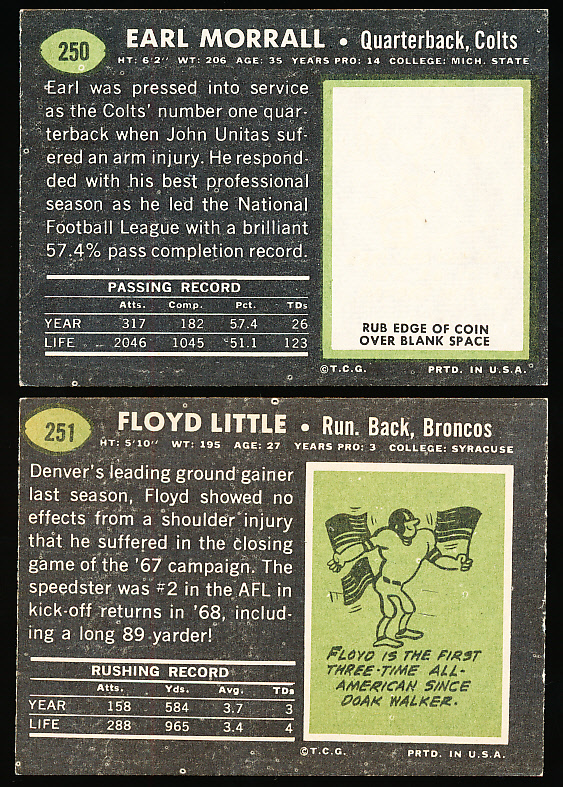 250
EARL MORRALL • Quarterback, Colts
HT: 6'2" WT: 206 AGE: 35 YEARS PRO: 14 COLLEGE: MICH. STATE
Earl was pressed into service
as the Colts' number one quar-
terback when John Unitas suf-
ered an arm injury. He respond-
ded with his best professional
season as he led the National
Football League with a brilliant
57.4% pass completion record.
PASSING RECORD
Atts. Comp. Pct. TDs
YEAR 317 182 57.4 26
LIFE 2046 1045 51.1 123
RUB EDGE OF COIN
OVER BLANK SPACE
©T.C.G. PRTD. IN U.S.A.
251
FLOYD LITTLE • Run. Back, Broncos
HT: 5'10" WT: 195 AGE: 27 YEARS PRO: 3 COLLEGE: SYRACUSE
Denver's leading ground gainer
last season, Floyd showed no
effects from a shoulder injury
that he suffered in the closing
game of the '67 campaign. The
speedster was #2 in the AFL in
kick-off returns in '68, includ-
ing a long 89 yarder!
RUSHING RECORD
Atts. Yds. Avg. TDs
YEAR 158 584 3.7 3
LIFE 288 965 3.4 4
FLOYD IS THE FIRST
THREE-TIME ALL-
AMERICAN SINCE
DOAK WALKER.
©T.C.G. PRTD. IN U.S.A.